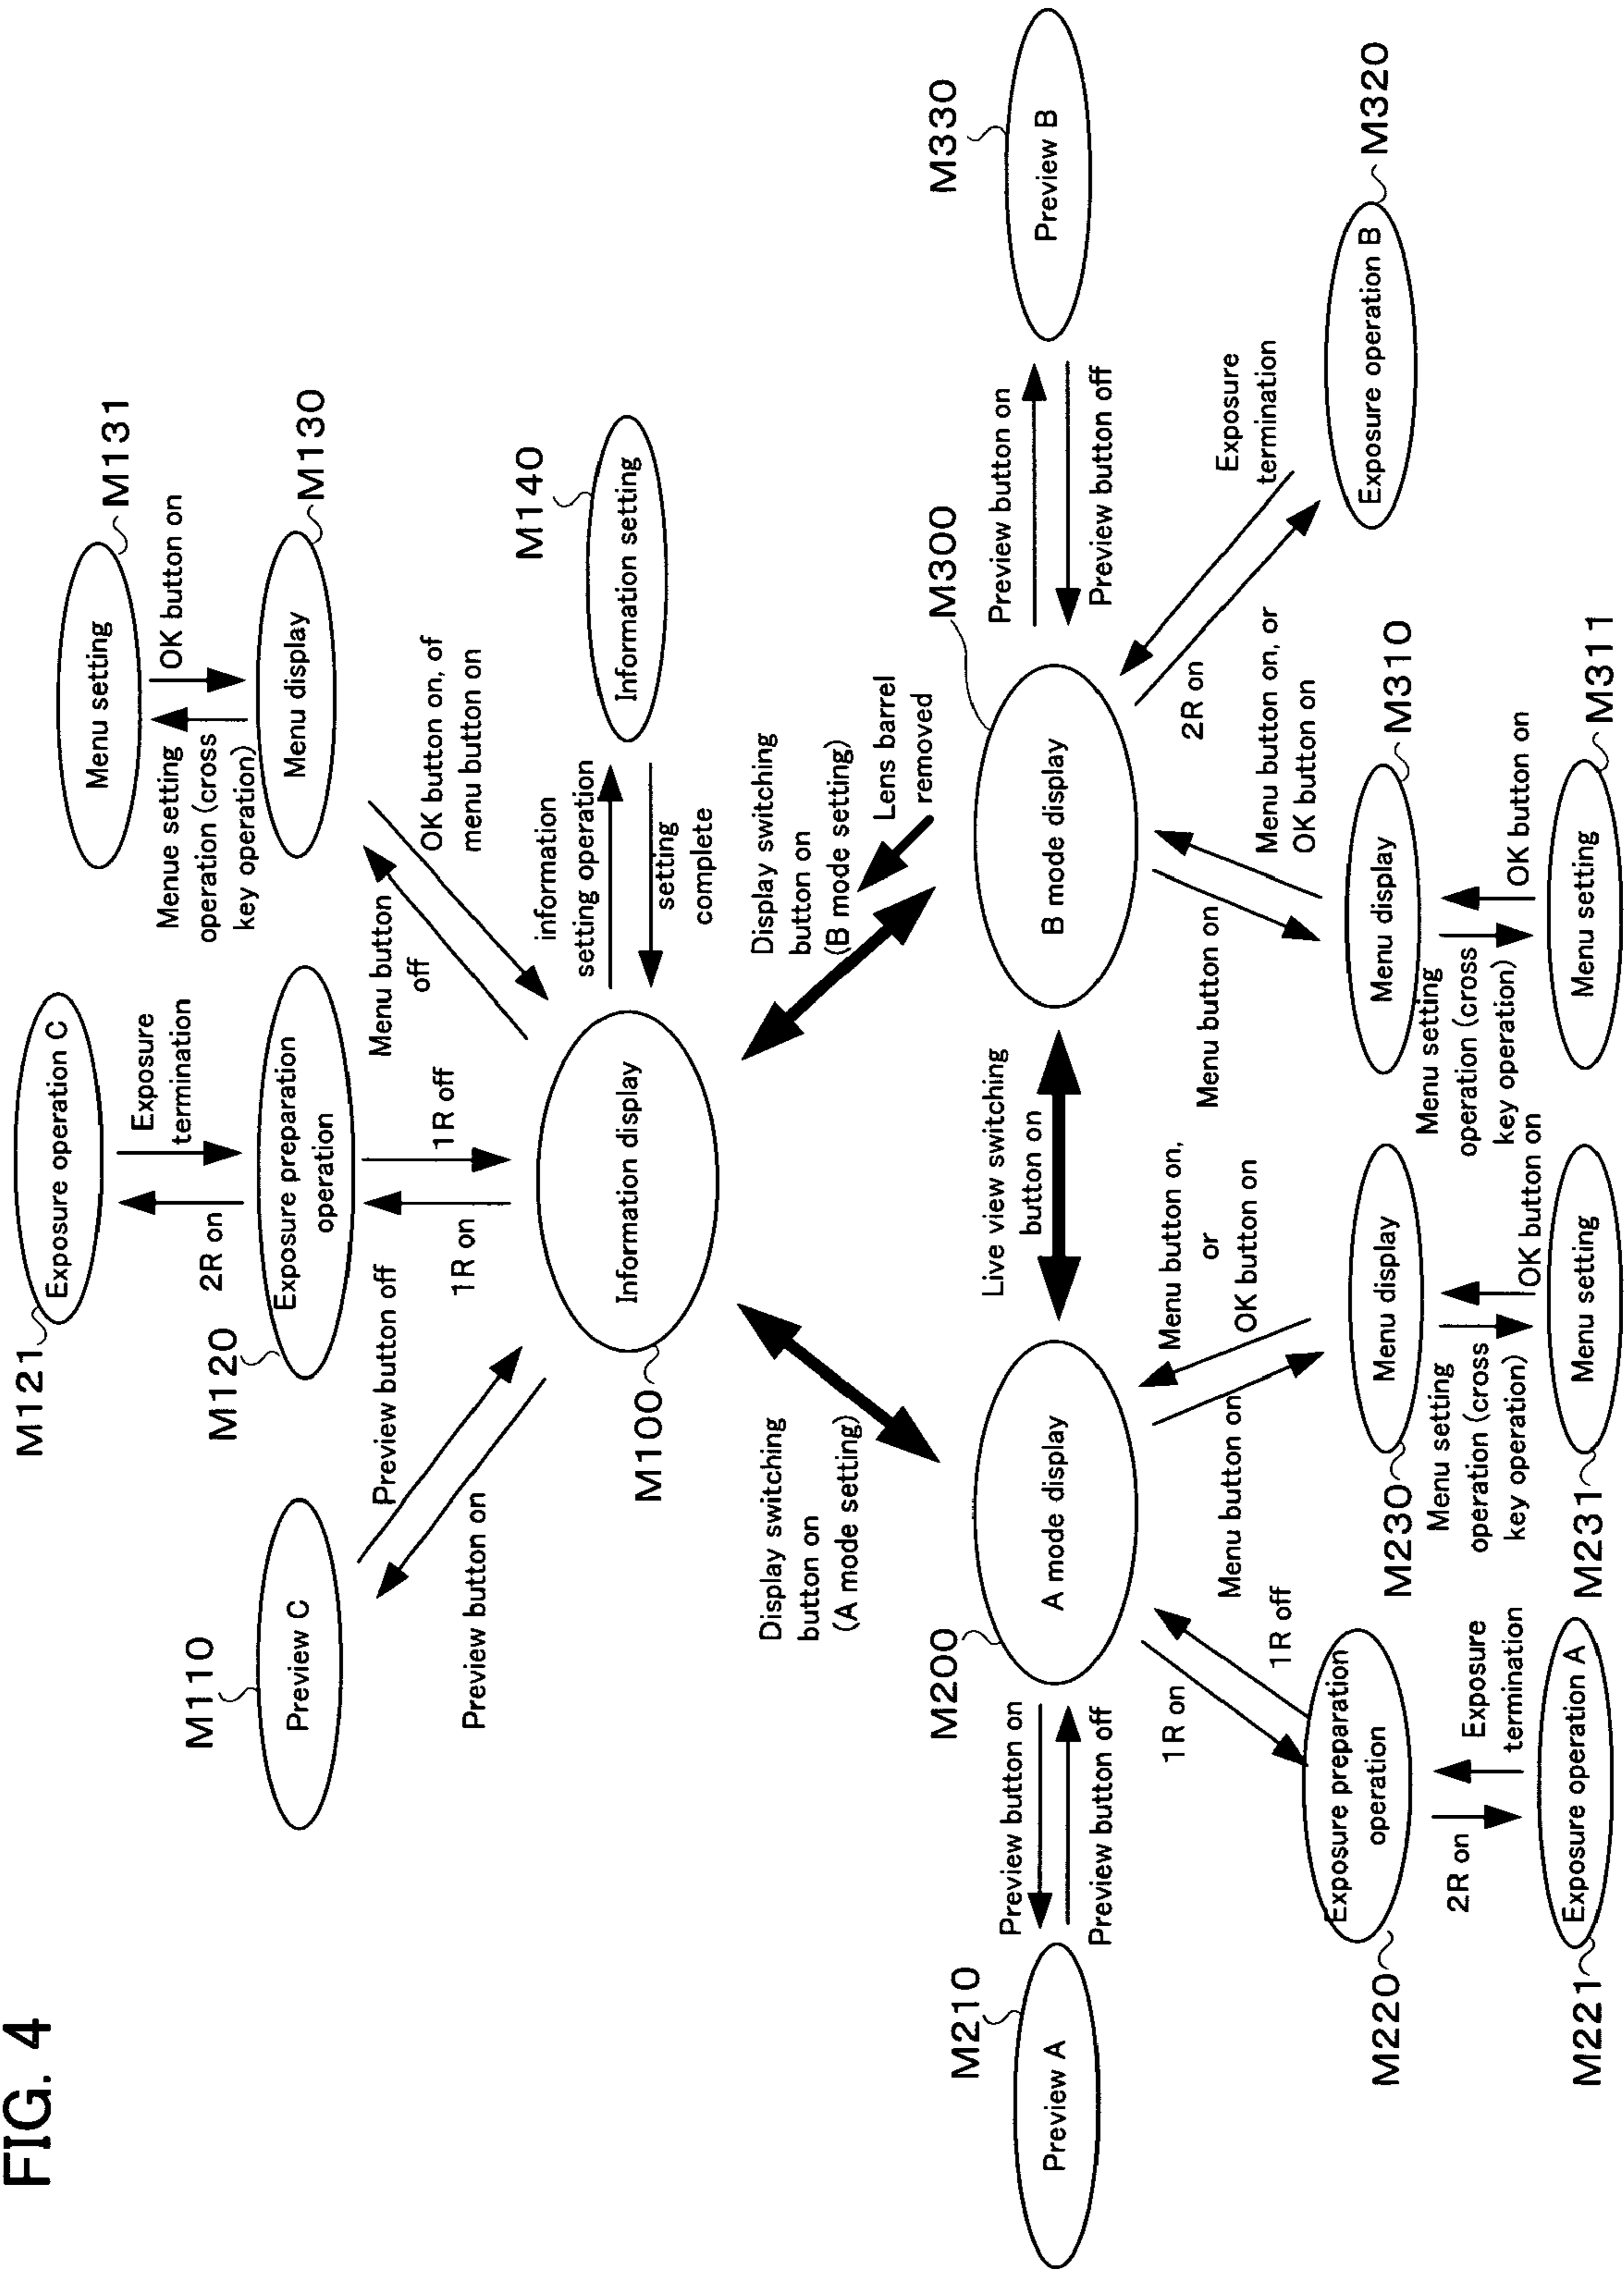 FIG. 4
M121
Exposure operation C
2R on
Exposure
termination
M120
Exposure preparation
operation
1R on
1R off
M131
Menu setting
Menue setting
operation (cross
key operation)
OK button on
M130
Menu display
Menu button
off
OK button on, of
menu button on
M110
Preview C
Preview button off
Preview button on
M100
Information display
information
setting operation
setting
complete
M140
Information setting
Display switching
button on
(A mode setting)
Display switching
button on
(B mode setting)
Lens barrel
removed
Live view switching
button on
M210
Preview A
Preview button on
Preview button off
M200
A mode display
M300
B mode display
Preview button on
Preview button off
M330
Preview B
1R on
1R off
Menu button on
Menu button on,
or
OK button on
Menu button on
Menu button on, or
OK button on
2R on
Exposure
termination
M220
Exposure preparation
operation
M230
Menu display
M310
Menu display
M320
Exposure operation B
2R on
Exposure
termination
Menu setting
operation (cross
key operation)
OK button on
Menu setting
operation (cross
key operation)
OK button on
M221
Exposure operation A
M231
Menu setting
M311
Menu setting